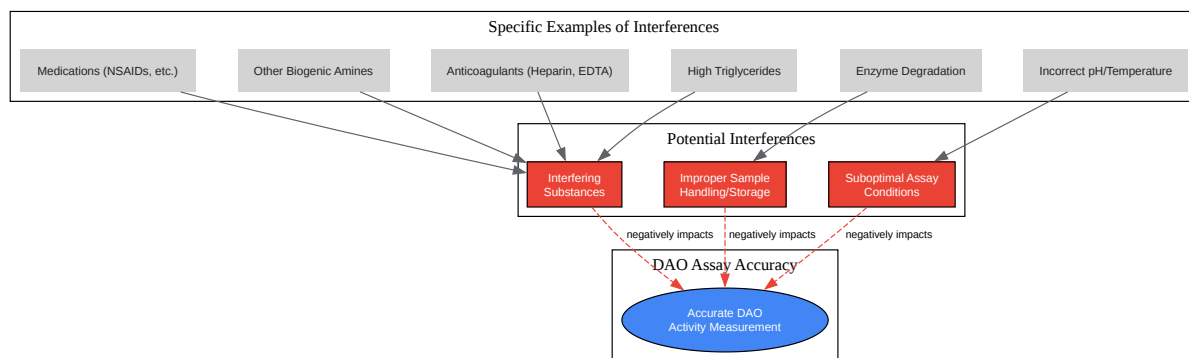 Specific Examples of Interferences
Medications (NSAIDs, etc.)
Other Biogenic Amines
Anticoagulants (Heparin, EDTA)
High Triglycerides
Enzyme Degradation
Incorrect pH/Temperature
Potential Interferences
Interfering
Substances
Improper Sample
Handling/Storage
Suboptimal Assay
Conditions
negatively impacts
negatively impacts
negatively impacts
DAO Assay Accuracy
Accurate DAO
Activity Measurement